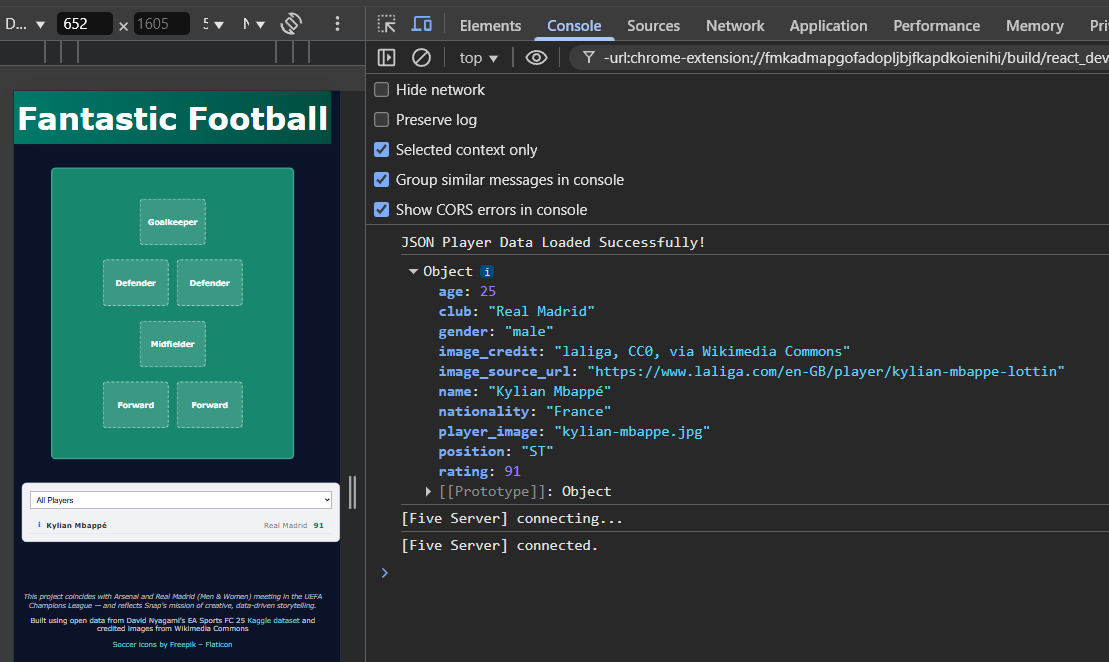 D... ▼ 652 × 1605 5 ▼ N ▼
Elements Console Sources Network Application Performance Memory Pri
top ▼ -url:chrome-extension://fmkadmapgofadopljbjfkapdkoienihi/build/react_dev
Fantastic Football
Goalkeeper
Defender Defender
Midfielder
Forward Forward
All Players
i Kylian Mbappé Real Madrid 91
This project coincides with Arsenal and Real Madrid (Men & Women) meeting in the UEFA
Champions League — and reflects Snap's mission of creative, data-driven storytelling.
Built using open data from David Nyagami's EA Sports FC 25 Kaggle dataset and
credited images from Wikimedia Commons
Soccer icons by Freepik – Flaticon
Hide network
Preserve log
Selected context only
Group similar messages in console
Show CORS errors in console
JSON Player Data Loaded Successfully!
▼ Object i
age: 25
club: "Real Madrid"
gender: "male"
image_credit: "laliga, CC0, via Wikimedia Commons"
image_source_url: "https://www.laliga.com/en-GB/player/kylian-mbappe-lottin"
name: "Kylian Mbappé"
nationality: "France"
player_image: "kylian-mbappe.jpg"
position: "ST"
rating: 91
▶ [[Prototype]]: Object
[Five Server] connecting...
[Five Server] connected.
>